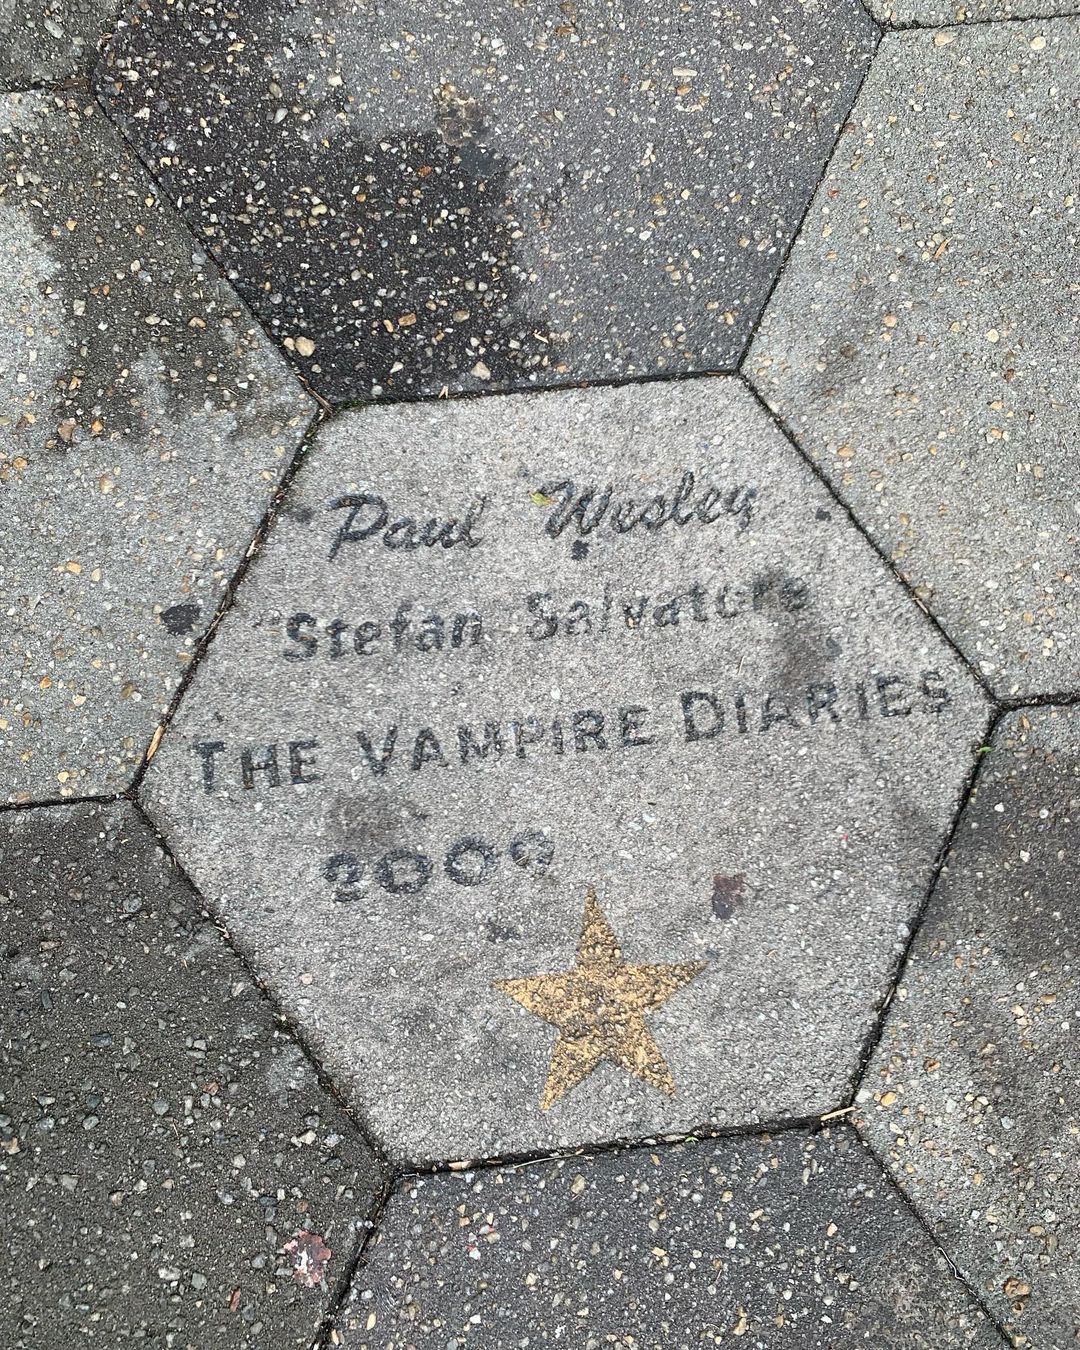 Paul Wesley
"Stefan Salvatore
THE VAMPIRE DIARIES
2009